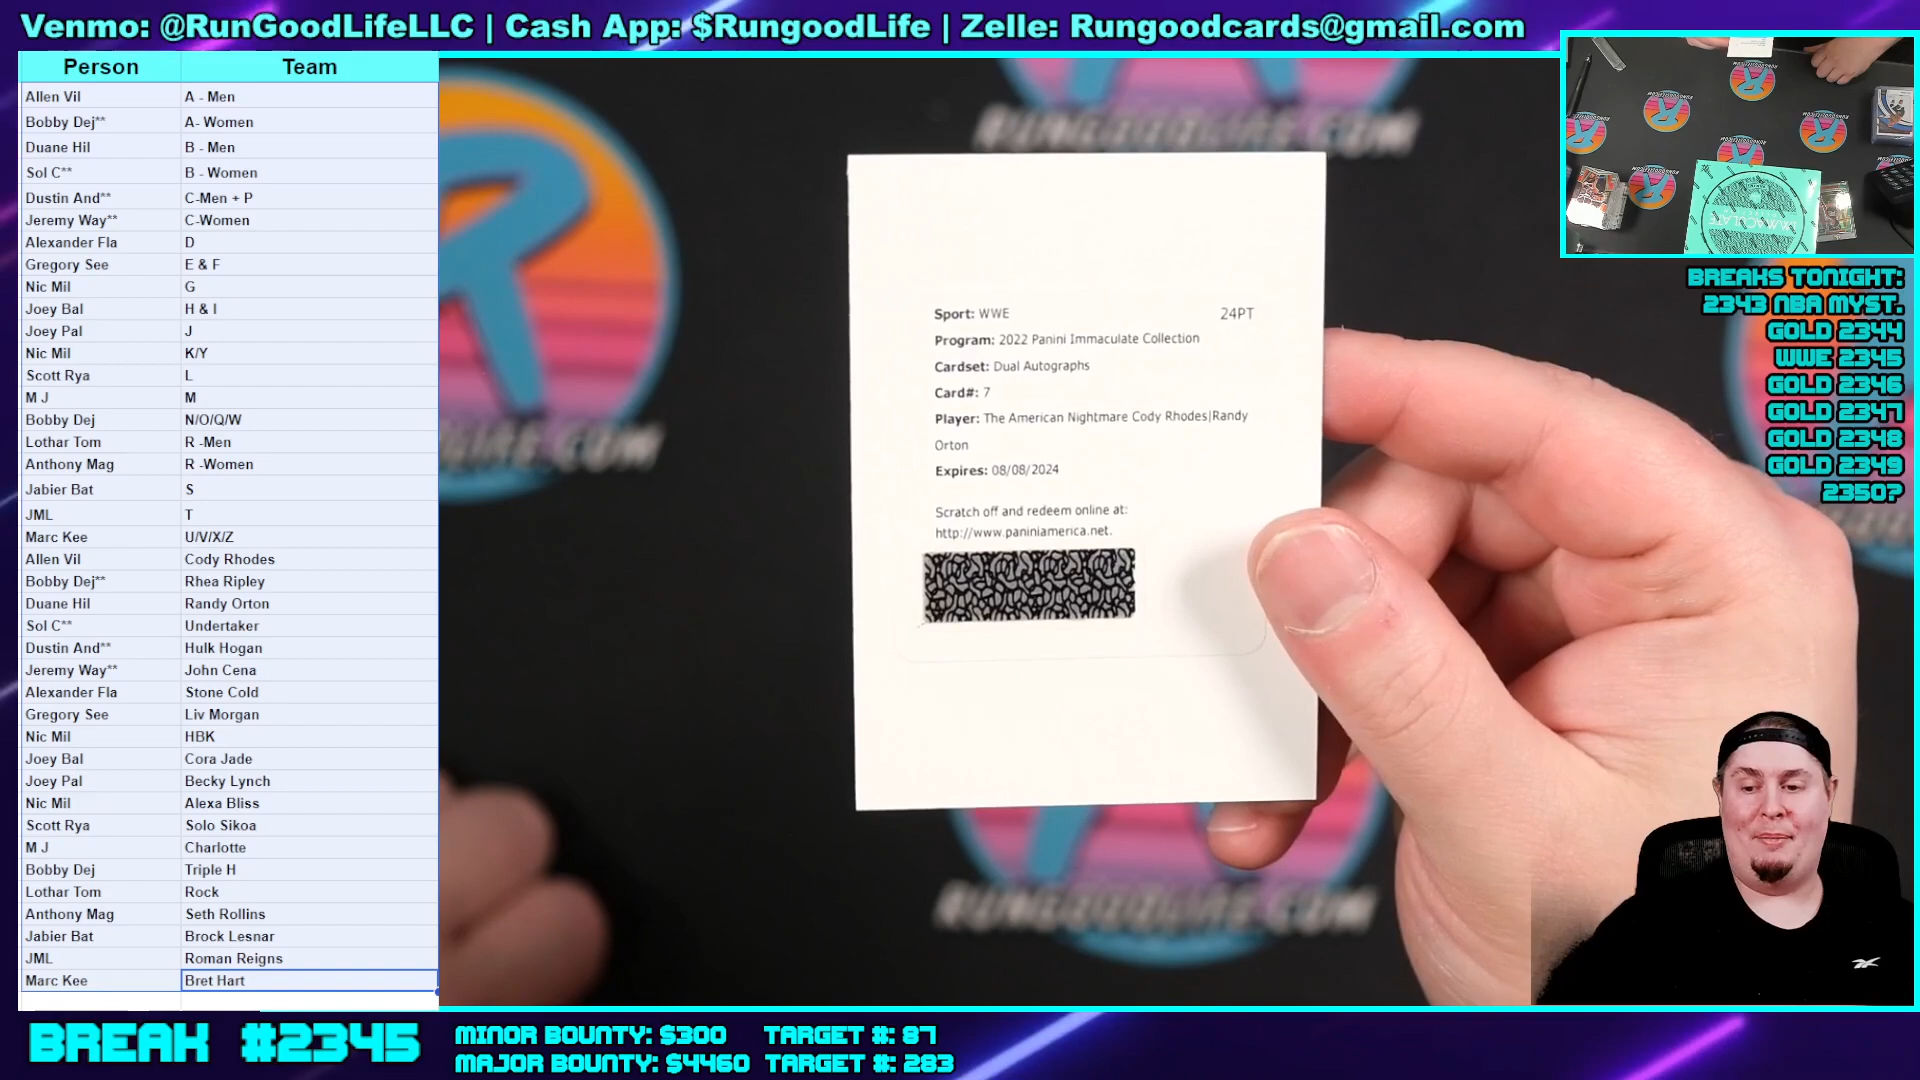 Venmo: @RunGoodLifeLLC | Cash App: $RungoodLife | Zelle: Rungoodcards@gmail.com
Person Team
Allen Vil A - Men
Bobby Dej** A- Women
Duane Hil B - Men
Sol C** B - Women
Dustin And** C-Men + P
Jeremy Way** C-Women
Alexander Fla D
Gregory See E & F
Nic Mil G
Joey Bal H & I
Joey Pal J
Nic Mil K/Y
Scott Rya L
M J M
Bobby Dej N/O/Q/W
Lothar Tom R -Men
Anthony Mag R -Women
Jabier Bat S
JML T
Marc Kee U/V/X/Z
Allen Vil Cody Rhodes
Bobby Dej** Rhea Ripley
Duane Hil Randy Orton
Sol C** Undertaker
Dustin And** Hulk Hogan
Jeremy Way** John Cena
Alexander Fla Stone Cold
Gregory See Liv Morgan
Nic Mil HBK
Joey Bal Cora Jade
Joey Pal Becky Lynch
Nic Mil Alexa Bliss
Scott Rya Solo Sikoa
M J Charlotte
Bobby Dej Triple H
Lothar Tom Rock
Anthony Mag Seth Rollins
Jabier Bat Brock Lesnar
JML Roman Reigns
Marc Kee Bret Hart
RUNGOODLIFE.COM
LIFE.COM
Sport: WWE 24PT
Program: 2022 Panini Immaculate Collection
Cardset: Dual Autographs
Card#: 7
Player: The American Nightmare Cody Rhodes|Randy
Orton
Expires: 08/08/2024
Scratch off and redeem online at:
http://www.paniniamerica.net.
RUNGOODLIFE.COM
IMMACULATE
BREAKS TONIGHT:
2343 NBA MYST.
GOLD 2344
WWE 2345
GOLD 2346
GOLD 2347
GOLD 2348
GOLD 2349
2350?
BREAK #2345
MINOR BOUNTY: $300 TARGET #: 87
MAJOR BOUNTY: $4460 TARGET #: 283